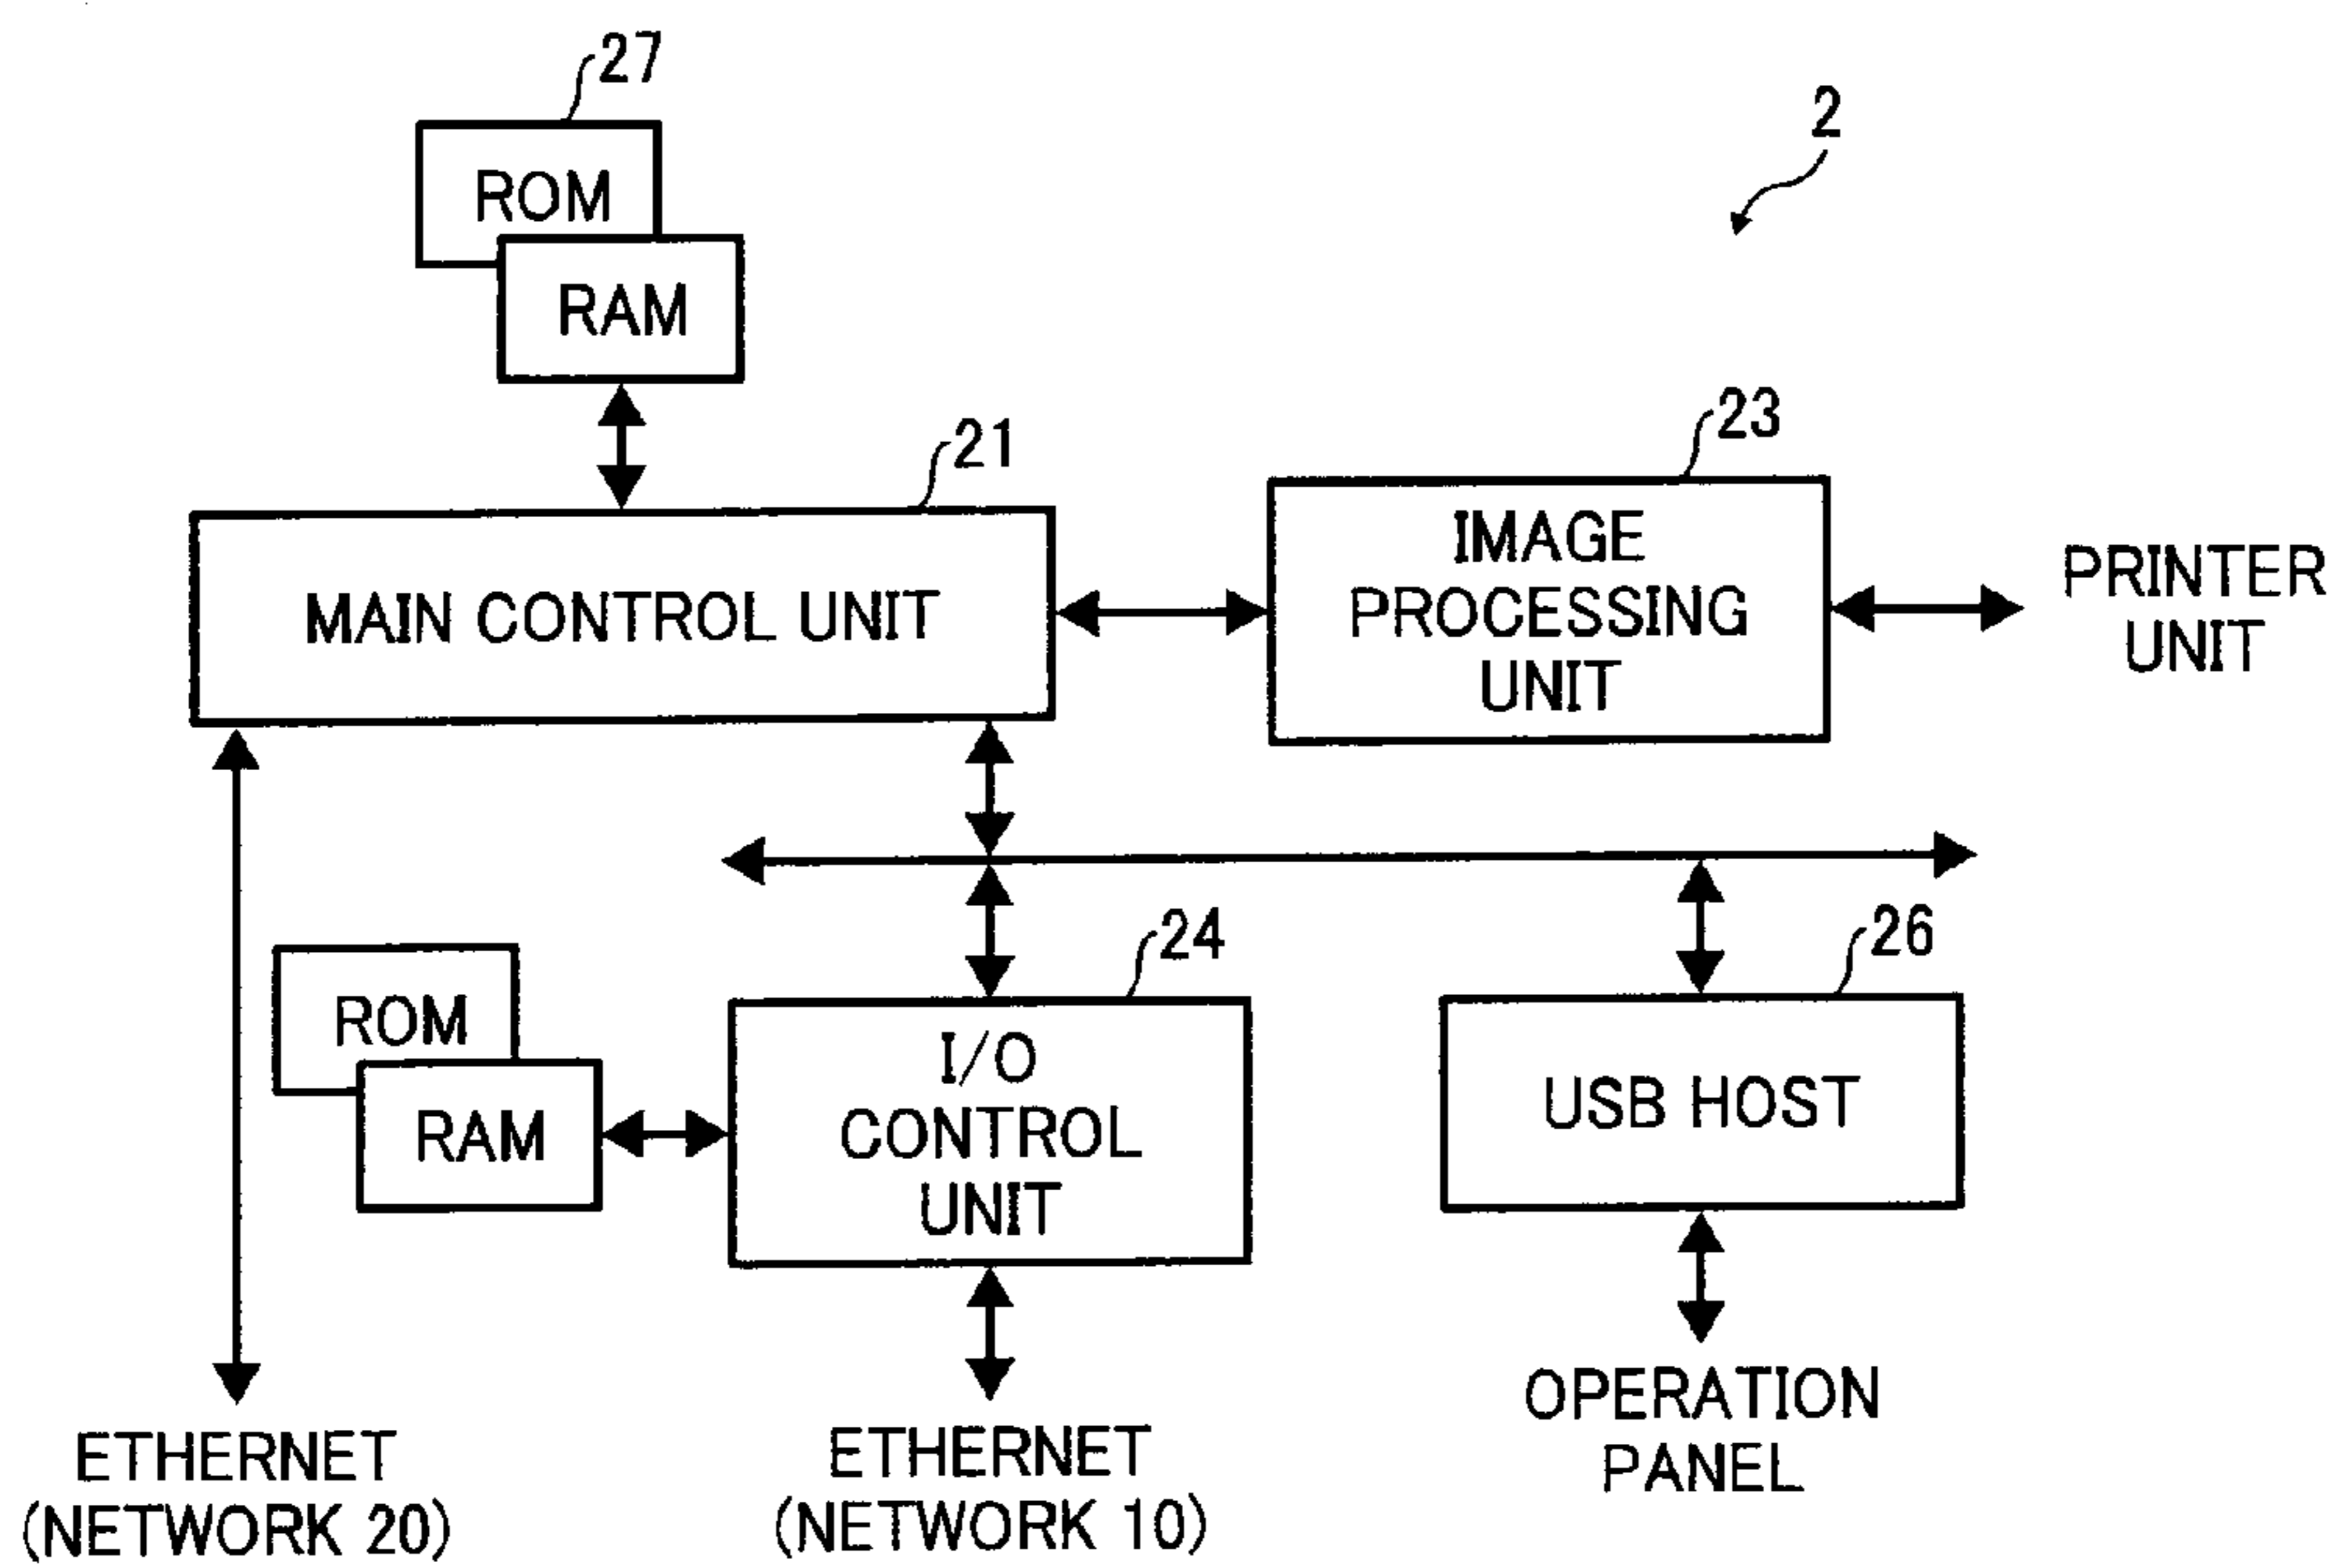 27
2
ROM
RAM
21
23
MAIN CONTROL UNIT
IMAGE
PROCESSING
UNIT
PRINTER
UNIT
24
26
ROM
RAM
I/O
CONTROL
UNIT
USB HOST
ETHERNET
(NETWORK 20)
ETHERNET
(NETWORK 10)
OPERATION
PANEL